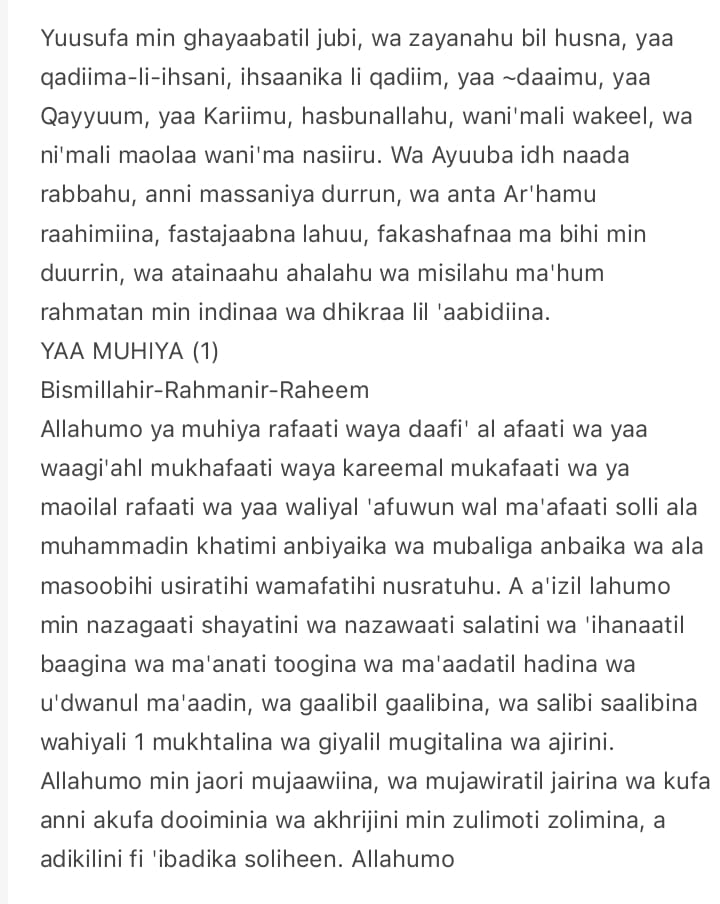 Yuusufa min ghayaabatil jubi, wa zayanahu bil husna, yaa
qadiima-li-ihsani, ihsaanika li qadiim, yaa ~daaimu, yaa
Qayyuum, yaa Kariimu, hasbunallahu, wani'mali wakeel, wa
ni'mali maolaa wani'ma nasiiru. Wa Ayuuba idh naada
rabbahu, anni massaniya durrun, wa anta Ar'hamu
raahimiina, fastajaabna lahuu, fakashafnaa ma bihi min
duurrin, wa atainaahu ahalahu wa misilahu ma'hum
rahmatan min indinaa wa dhikraa lil 'aabidiina.
YAA MUHIYA (1)
Bismillahir-Rahmanir-Raheem
Allahumo ya muhiya rafaati waya daafi' al afaati wa yaa
waagi'ahl mukhafaati waya kareemal mukafaati wa ya
maoilal rafaati wa yaa waliyal 'afuwun wal ma'afaati solli ala
muhammadin khatimi anbiyaika wa mubaliga anbaika wa ala
masoobihi usiratihi wamafatihi nusratuhu. A a'izil lahumo
min nazagaati shayatini wa nazawaati salatini wa 'ihanaatil
baagina wa ma'anati toogina wa ma'aadatil hadina wa
u'dwanul ma'aadin, wa gaalibil gaalibina, wa salibi saalibina
wahiyali 1 mukhtalina wa giyalil mugitalina wa ajirini.
Allahumo min jaori mujaawiina, wa mujawiratil jairina wa kufa
anni akufa dooiminia wa akhrijini min zulimoti zolimina, a
adikilini fi 'ibadika soliheen. Allahumo